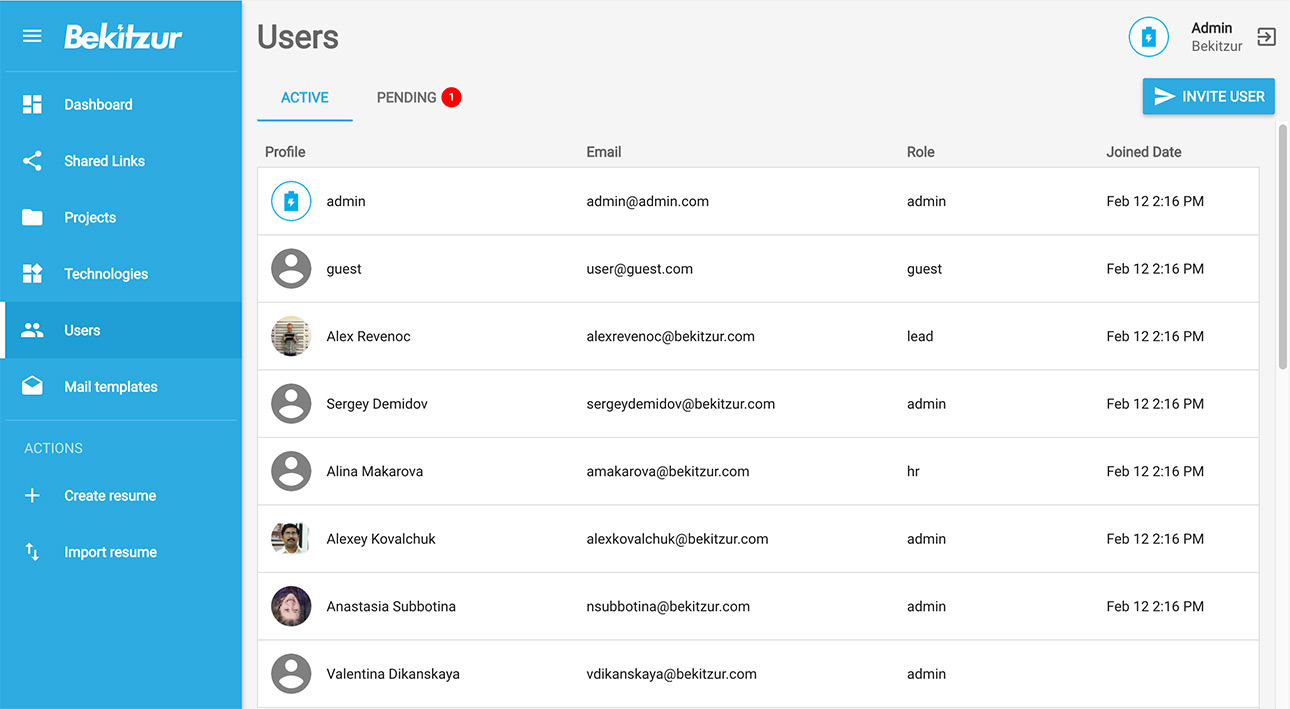 Bekitzur
Dashboard
Shared Links
Projects
Technologies
Users
Mail templates
ACTIONS
Create resume
Import resume
Users
Admin
Bekitzur
ACTIVE PENDING 1
INVITE USER
Profile Email Role Joined Date
admin admin@admin.com admin Feb 12 2:16 PM
guest user@guest.com guest Feb 12 2:16 PM
Alex Revenoc alexrevenoc@bekitzur.com lead Feb 12 2:16 PM
Sergey Demidov sergeydemidov@bekitzur.com admin Feb 12 2:16 PM
Alina Makarova amakarova@bekitzur.com hr Feb 12 2:16 PM
Alexey Kovalchuk alexkovalchuk@bekitzur.com admin Feb 12 2:16 PM
Anastasia Subbotina nsubbotina@bekitzur.com admin Feb 12 2:16 PM
Valentina Dikanskaya vdikanskaya@bekitzur.com admin